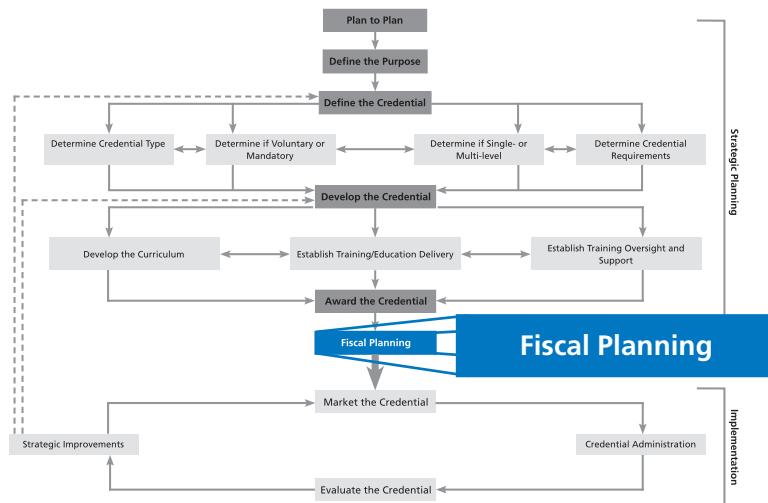 Plan to Plan
Define the Purpose
Define the Credential
Determine Credential Type
Determine if Voluntary or
Mandatory
Determine if Single- or
Multi-level
Determine Credential
Requirements
Strategic Planning
Develop the Credential
Develop the Curriculum
Establish Training/Education Delivery
Establish Training Oversight and
Support
Award the Credential
Fiscal Planning
Fiscal Planning
Market the Credential
Implementation
Strategic Improvements
Credential Administration
Evaluate the Credential